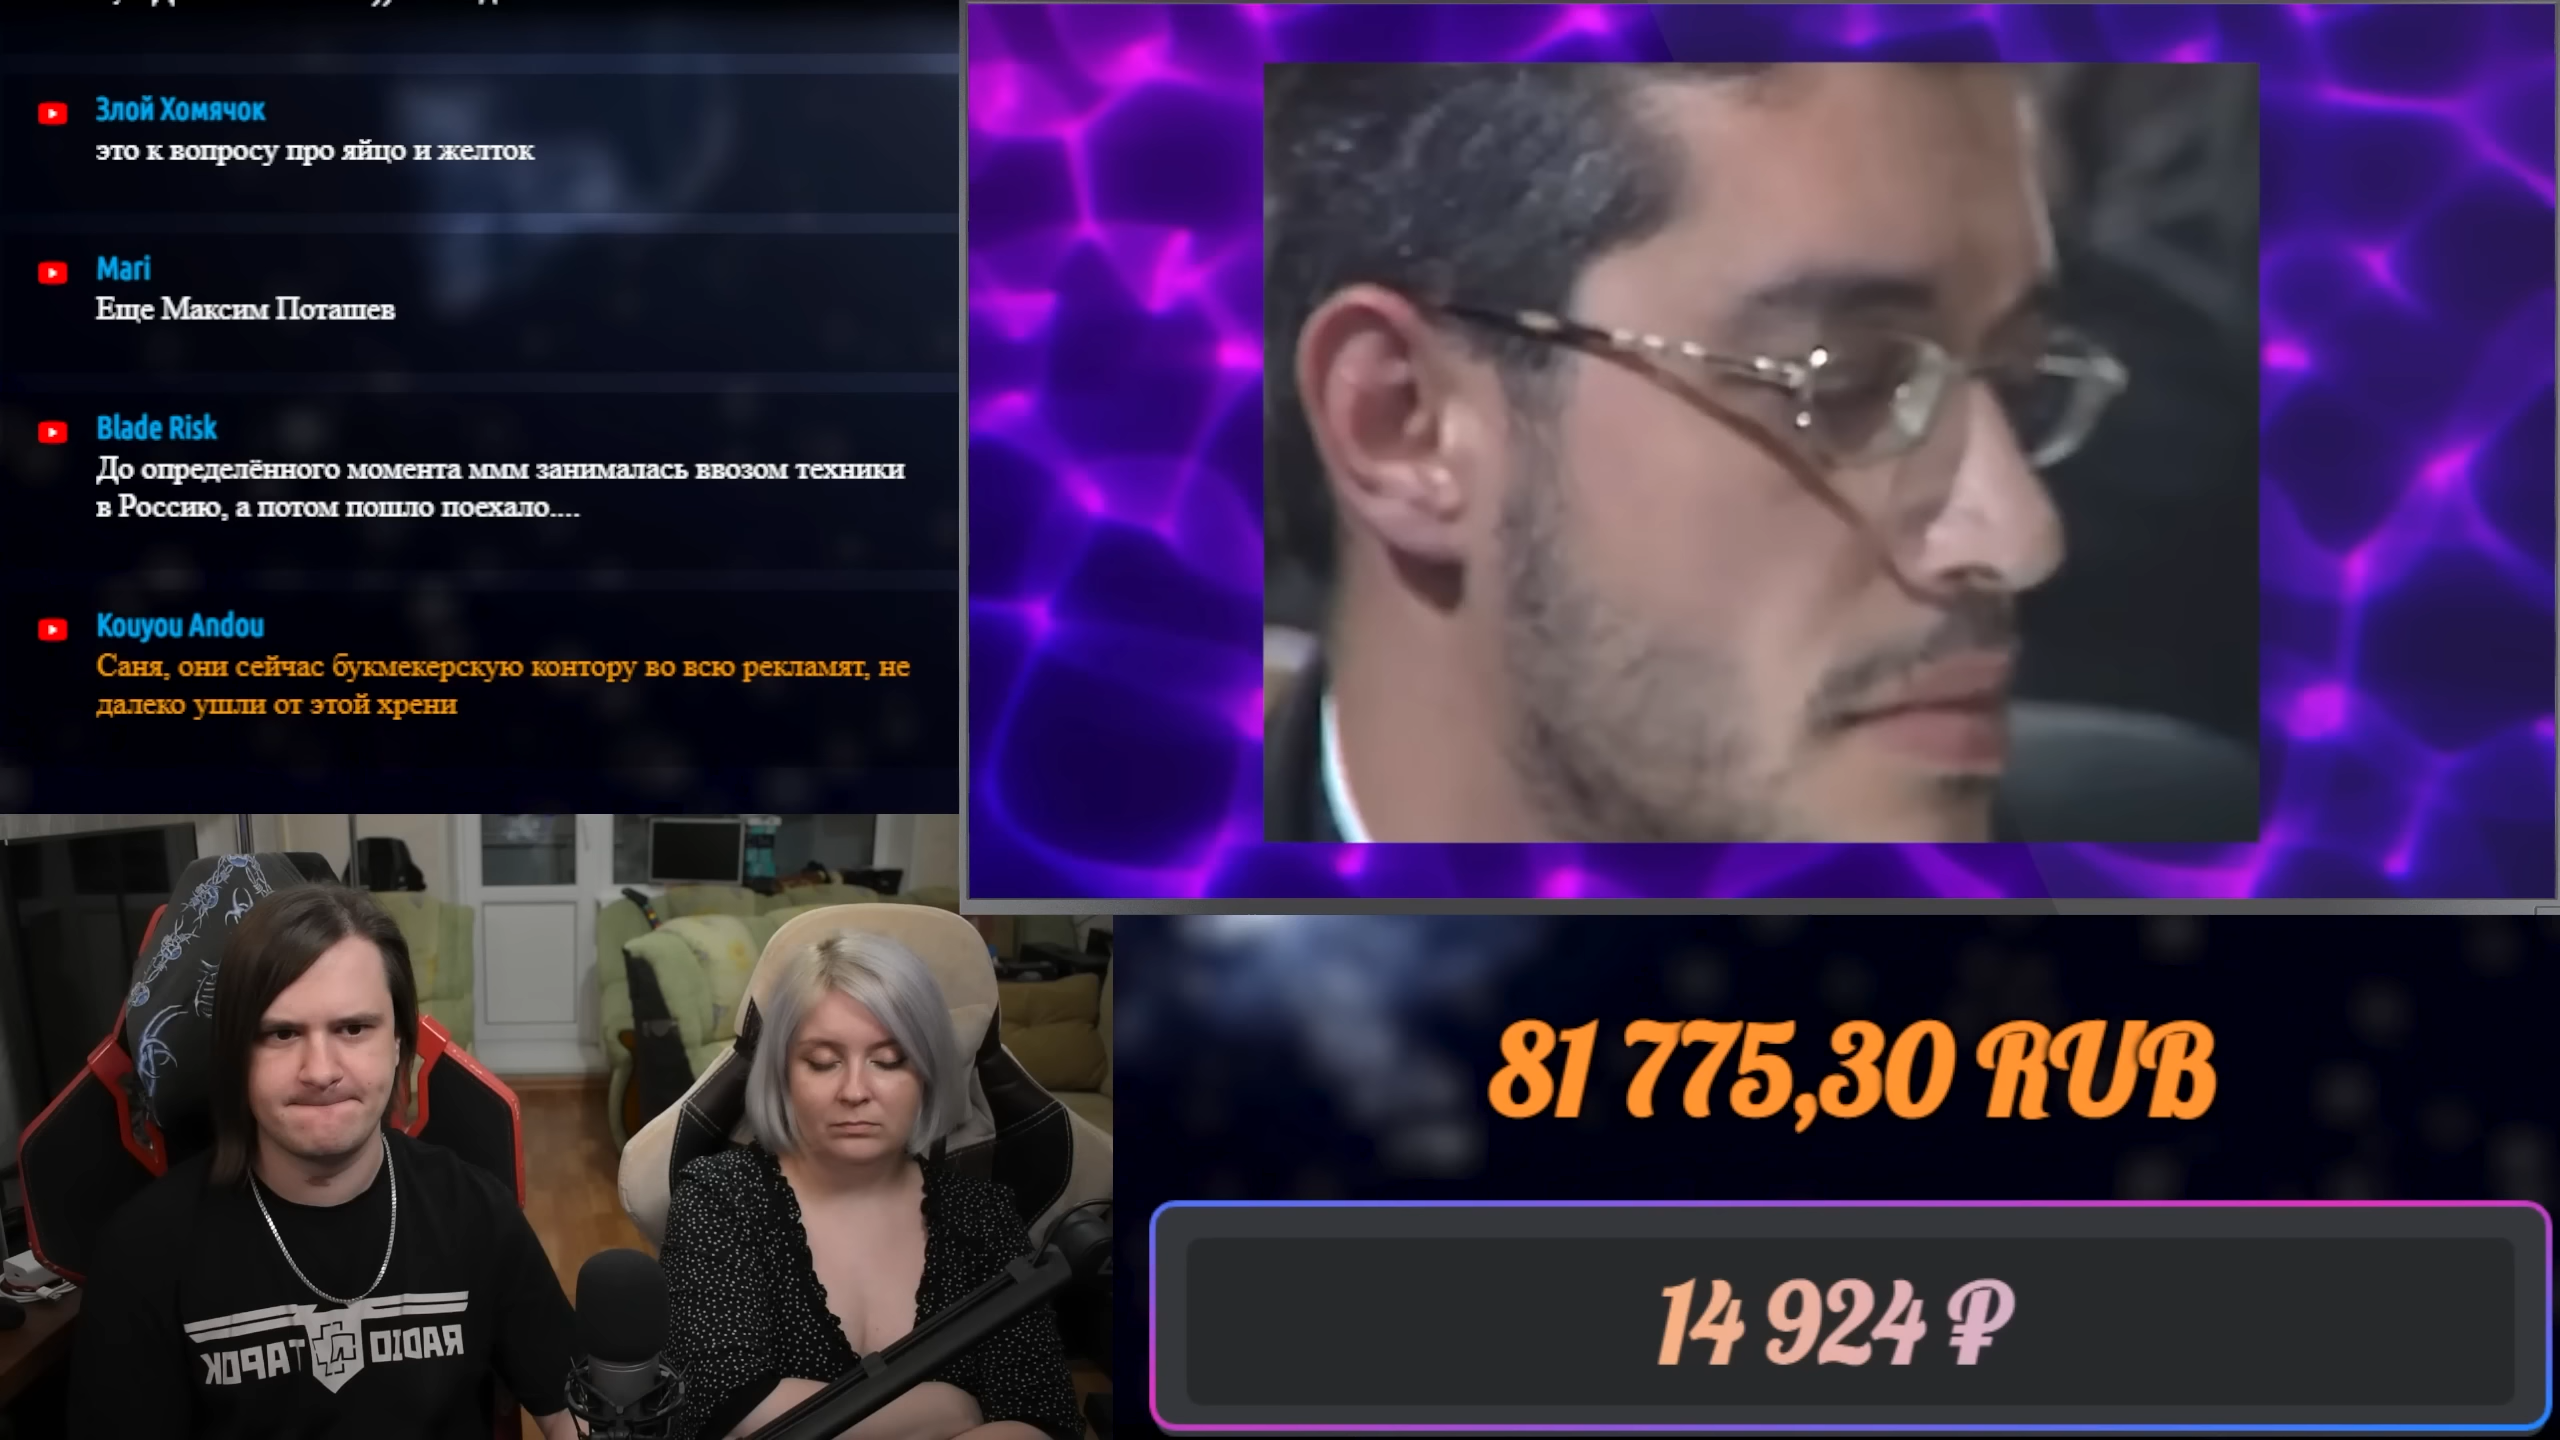 Злой Хомячок
это к вопросу про яйцо и желток
Mari
Еще Максим Поташев
Blade Risk
До определённого момента ммм занималась ввозом техники
в Россию, а потом пошло поехало....
Kouyou Andou
Саня, они сейчас букмекерскую контору во всю рекламят, не
далеко ушли от этой хрени
81 775,30 RUB
14 924 ₽
RADIO ТАРОК